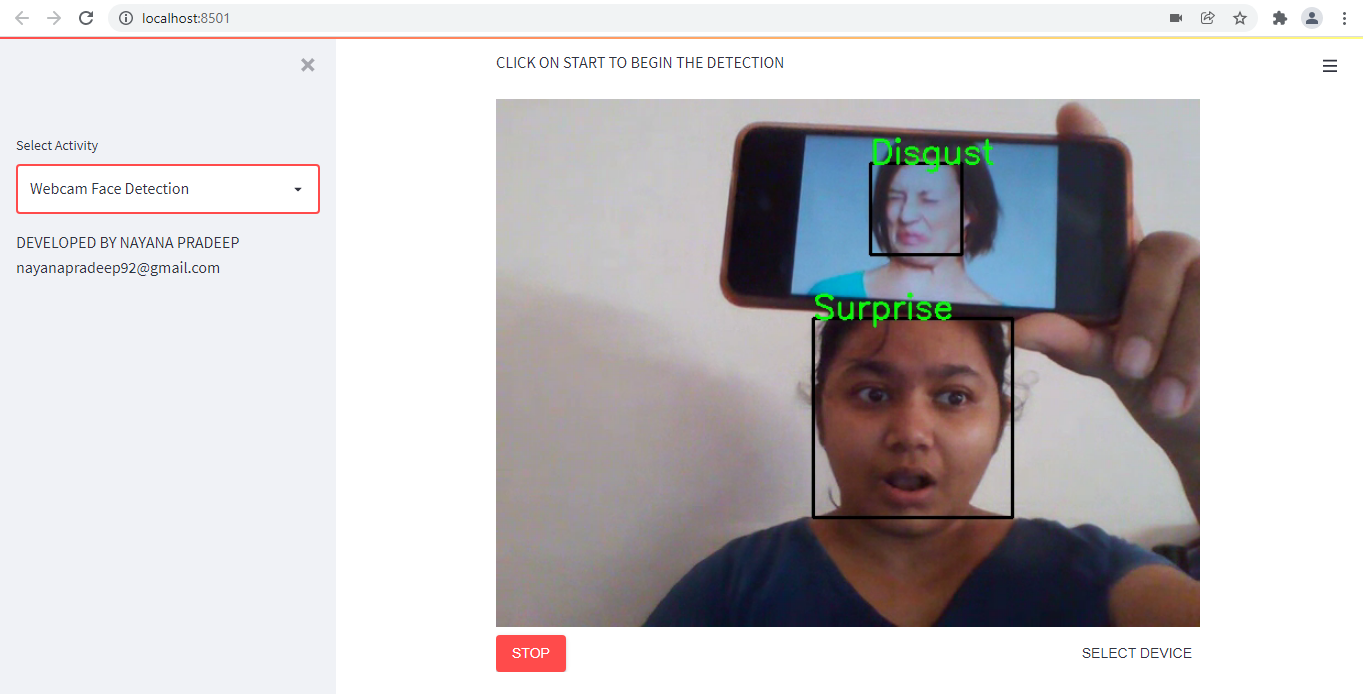 localhost:8501
CLICK ON START TO BEGIN THE DETECTION
Select Activity
Webcam Face Detection
DEVELOPED BY NAYANA PRADEEP
nayanapradeep92@gmail.com
Disgust
Surprise
STOP
SELECT DEVICE